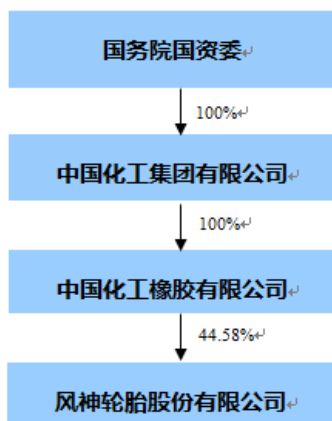 国务院国资委
100%
中国化工集团有限公司
100%
中国化工橡胶有限公司
44.58%
风神轮胎股份有限公司